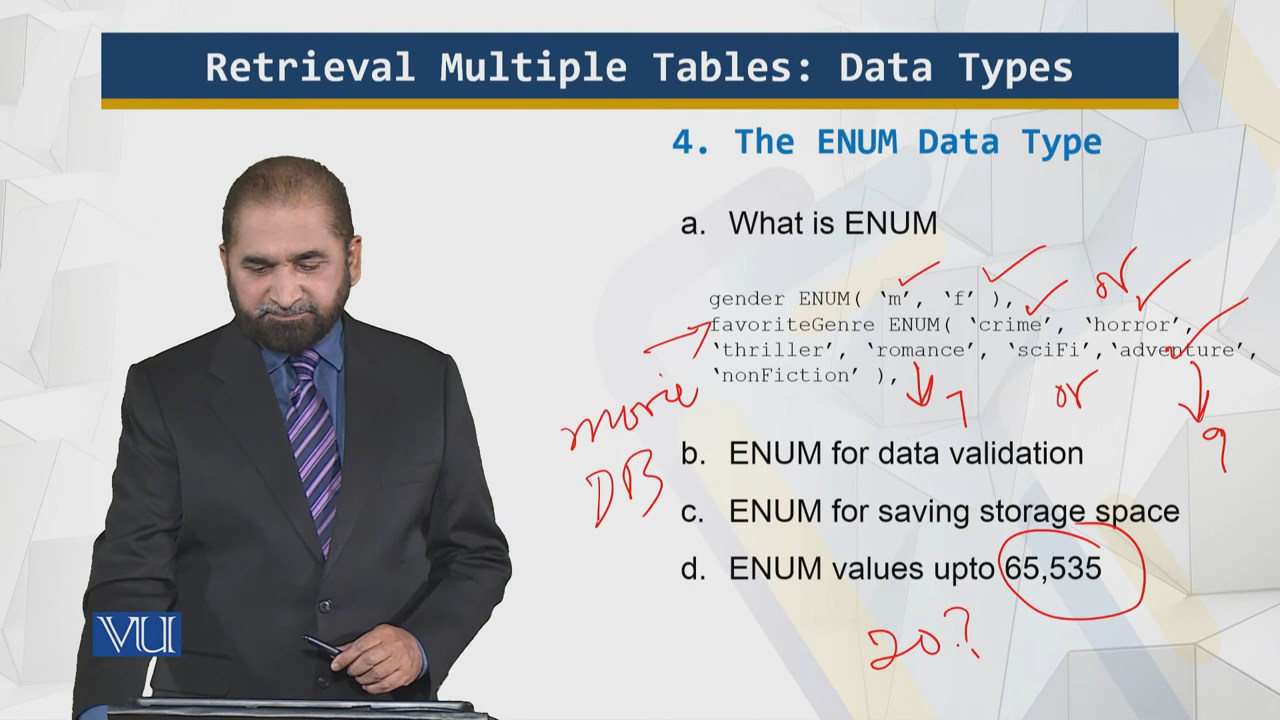 Retrieval Multiple Tables: Data Types
4. The ENUM Data Type
a. What is ENUM
gender ENUM( ‘m’, ‘f’ ),
favoriteGenre ENUM( ‘crime’, ‘horror’,
‘thriller’, ‘romance’, ‘sciFi’,‘adventure’,
‘nonFiction’ ),
or
or
7
9
movie
DB
b. ENUM for data validation
c. ENUM for saving storage space
d. ENUM values upto 65,535
20?
VU